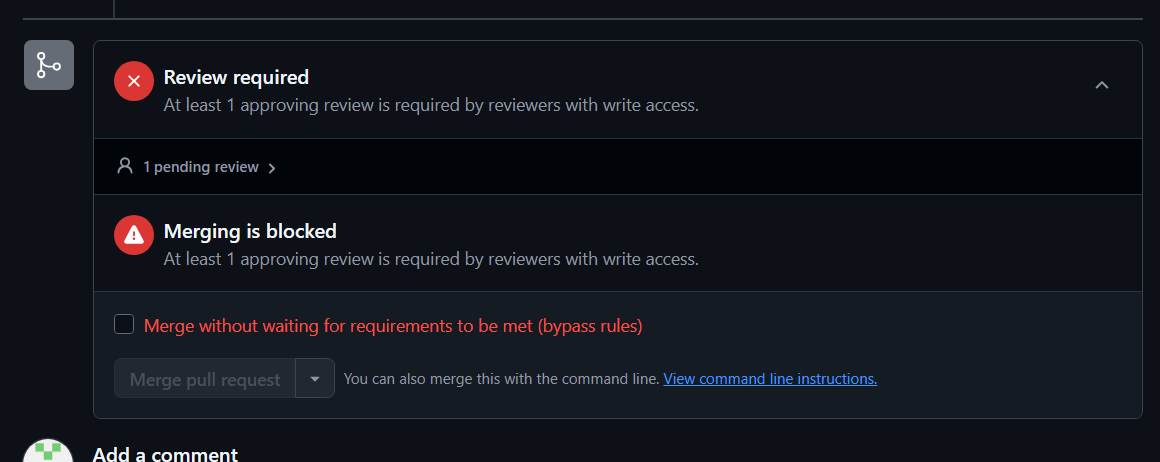 Review required
At least 1 approving review is required by reviewers with write access.
1 pending review
Merging is blocked
At least 1 approving review is required by reviewers with write access.
Merge without waiting for requirements to be met (bypass rules)
Merge pull request
You can also merge this with the command line. View command line instructions.
Add a comment